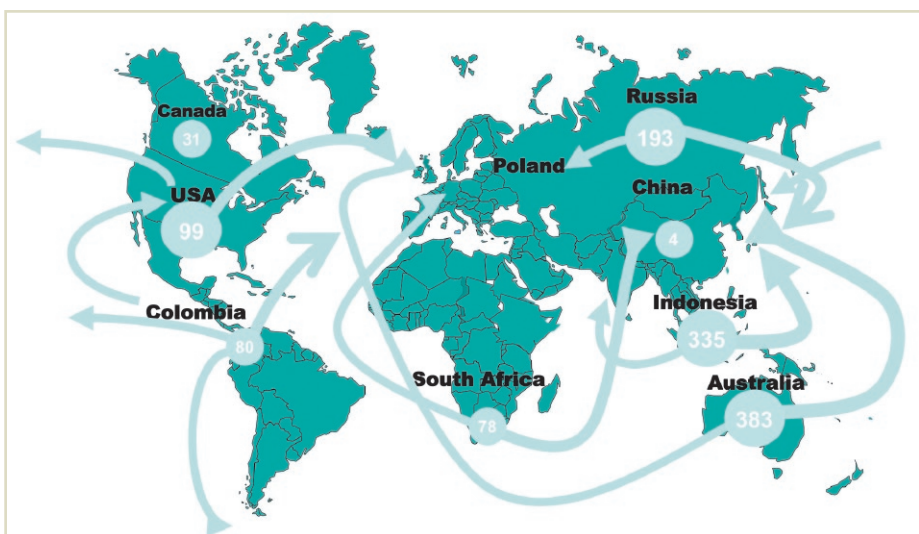 Canada
31
USA
99
Colombia
80
Russia
193
Poland
China
4
Indonesia
335
South Africa
78
Australia
383